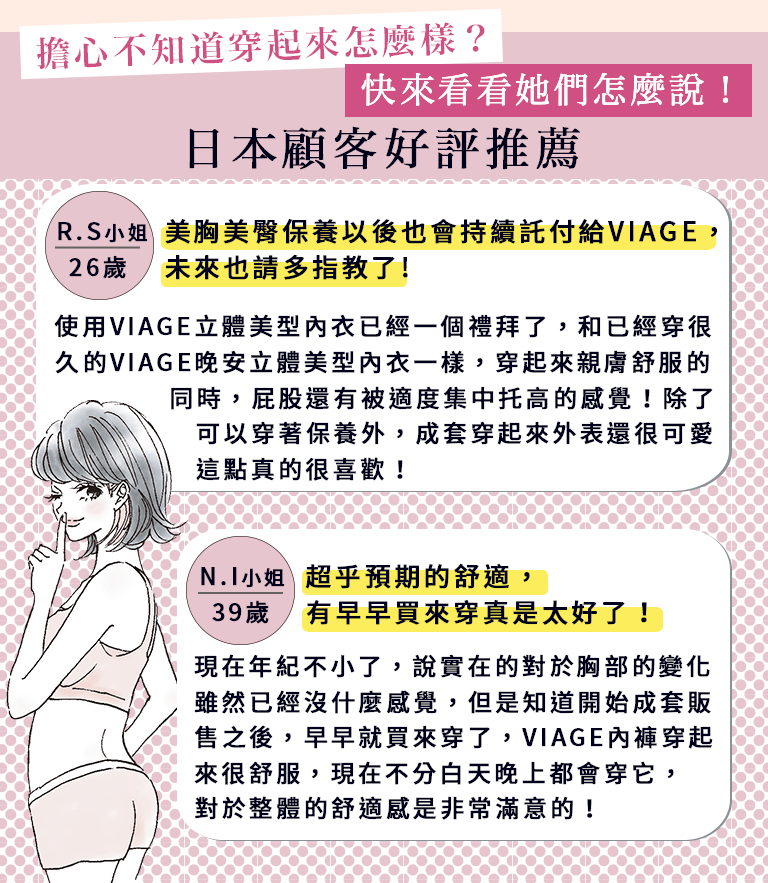 擔心不知道穿起來怎麼樣？
快來看看她們怎麼說！
日本顧客好評推薦
R.S小姐
26歲
美胸美臀保養以後也會持續託付給VIAGE，
未來也請多指教了!
使用VIAGE立體美型內衣已經一個禮拜了，和已經穿很
久的VIAGE晚安立體美型內衣一樣，穿起來親膚舒服的
同時，屁股還有被適度集中托高的感覺！除了
可以穿著保養外，成套穿起來外表還很可愛
這點真的很喜歡！
N.I小姐
39歲
超乎預期的舒適，
有早早買來穿真是太好了！
現在年紀不小了，說實在的對於胸部的變化
雖然已經沒什麼感覺，但是知道開始成套販
售之後，早早就買來穿了，VIAGE內褲穿起
來很舒服，現在不分白天晚上都會穿它，
對於整體的舒適感是非常滿意的！